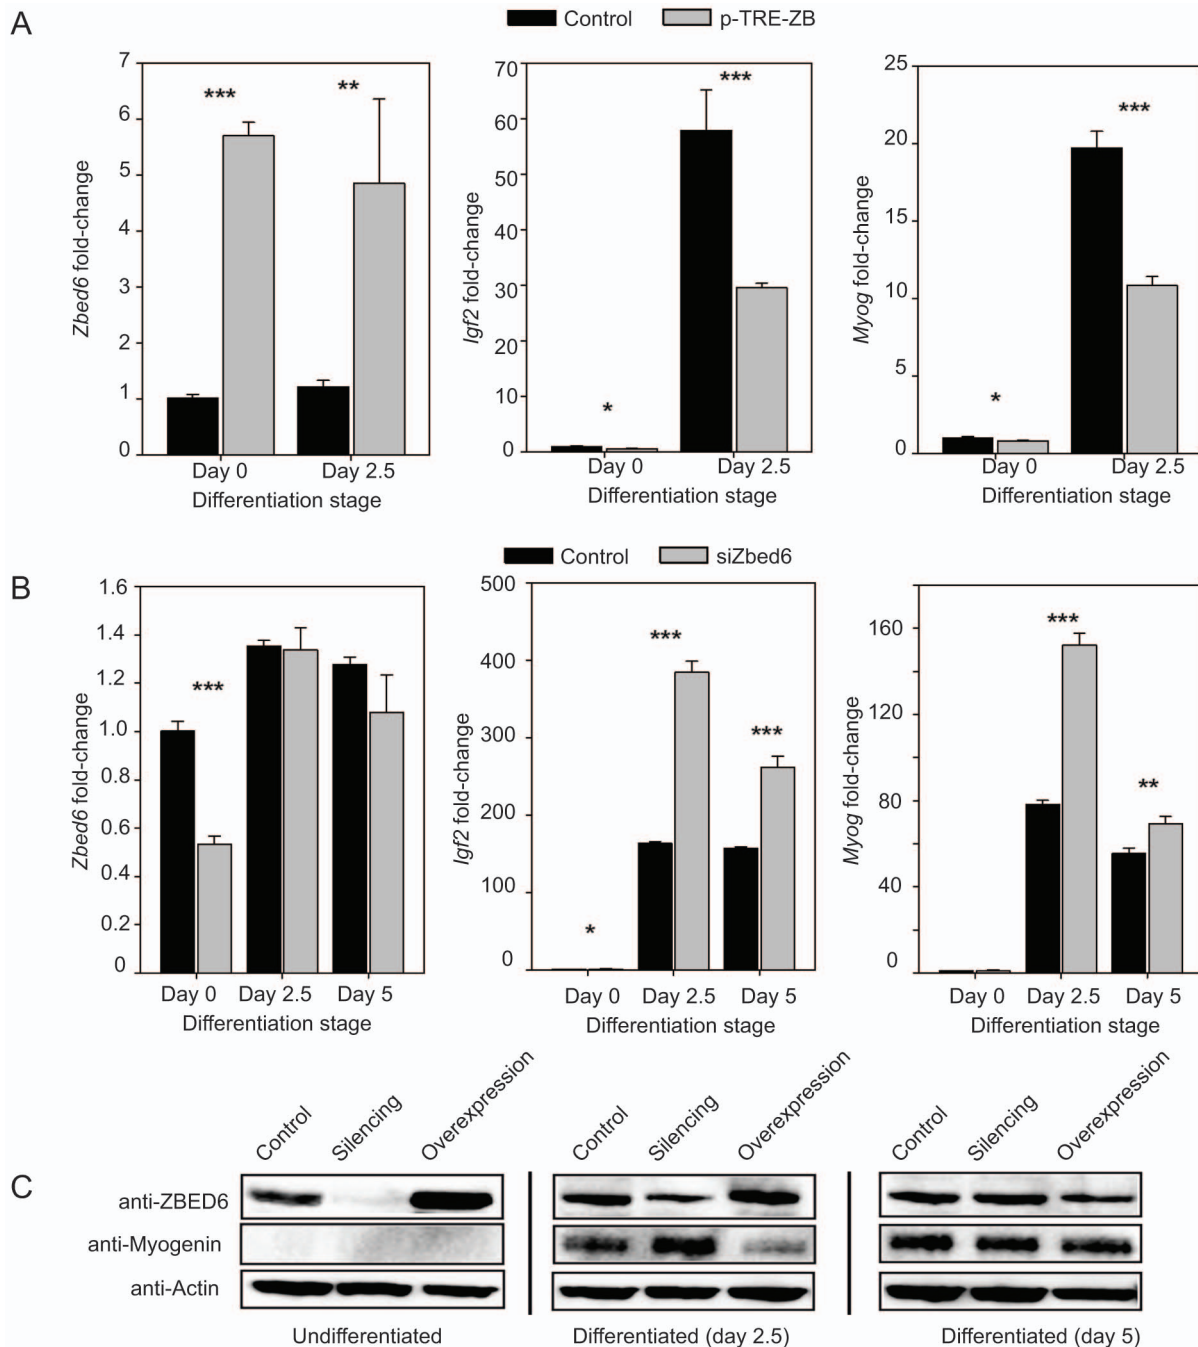 A
Control p-TRE-ZB
7
6
5
4
3
2
1
0
Zbed6 fold-change
*** **
Day 0 Day 2.5
Differentiation stage
70
60
50
40
30
20
10
0
Igf2 fold-change
* ***
Day 0 Day 2.5
Differentiation stage
25
20
15
10
5
0
Myog fold-change
* ***
Day 0 Day 2.5
Differentiation stage
B
Control siZbed6
1.6
1.4
1.2
1.0
0.8
0.6
0.4
0.2
0
Zbed6 fold-change
***
Day 0 Day 2.5 Day 5
Differentiation stage
500
400
300
200
100
0
Igf2 fold-change
* *** ***
Day 0 Day 2.5 Day 5
Differentiation stage
160
120
80
40
0
Myog fold-change
*** **
Day 0 Day 2.5 Day 5
Differentiation stage
C
Control Silencing Overexpression Control Silencing Overexpression Control Silencing Overexpression
anti-ZBED6
anti-Myogenin
anti-Actin
Undifferentiated Differentiated (day 2.5) Differentiated (day 5)